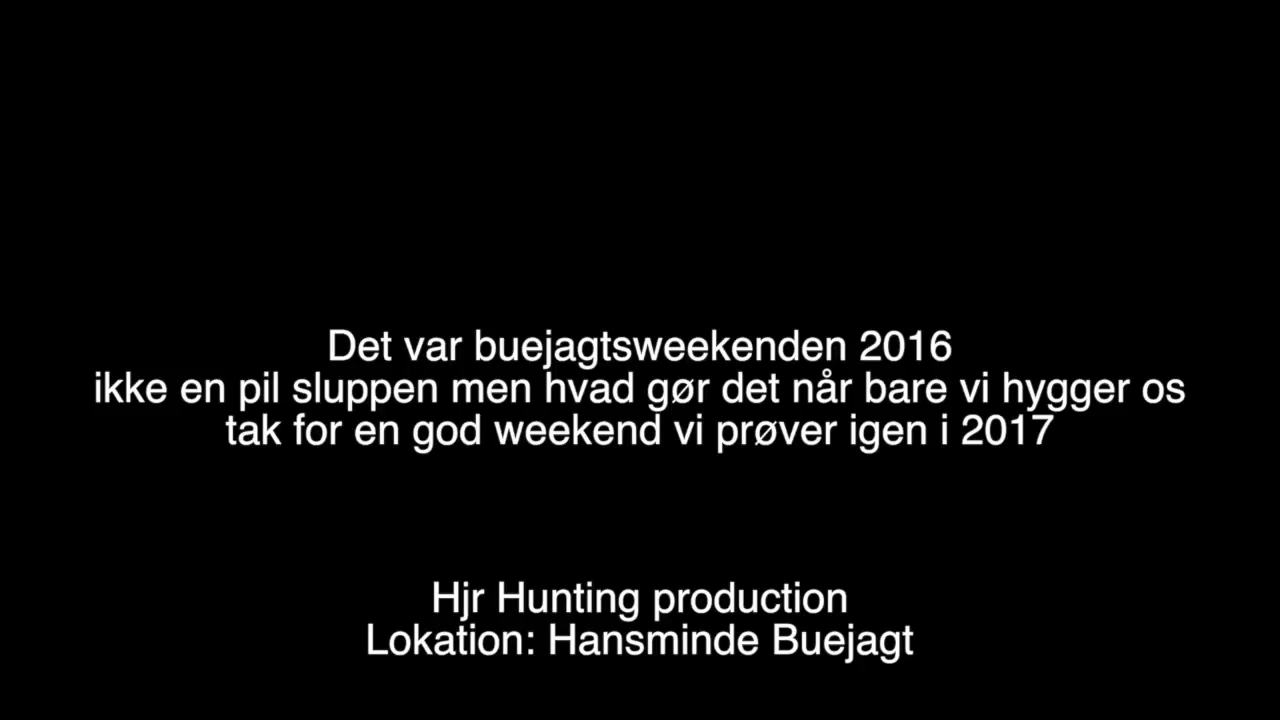 Det var buejagtsweekenden 2016
ikke en pil sluppen men hvad gør det når bare vi hygger os
tak for en god weekend vi prøver igen i 2017
Hjr Hunting production
Lokation: Hansminde Buejagt